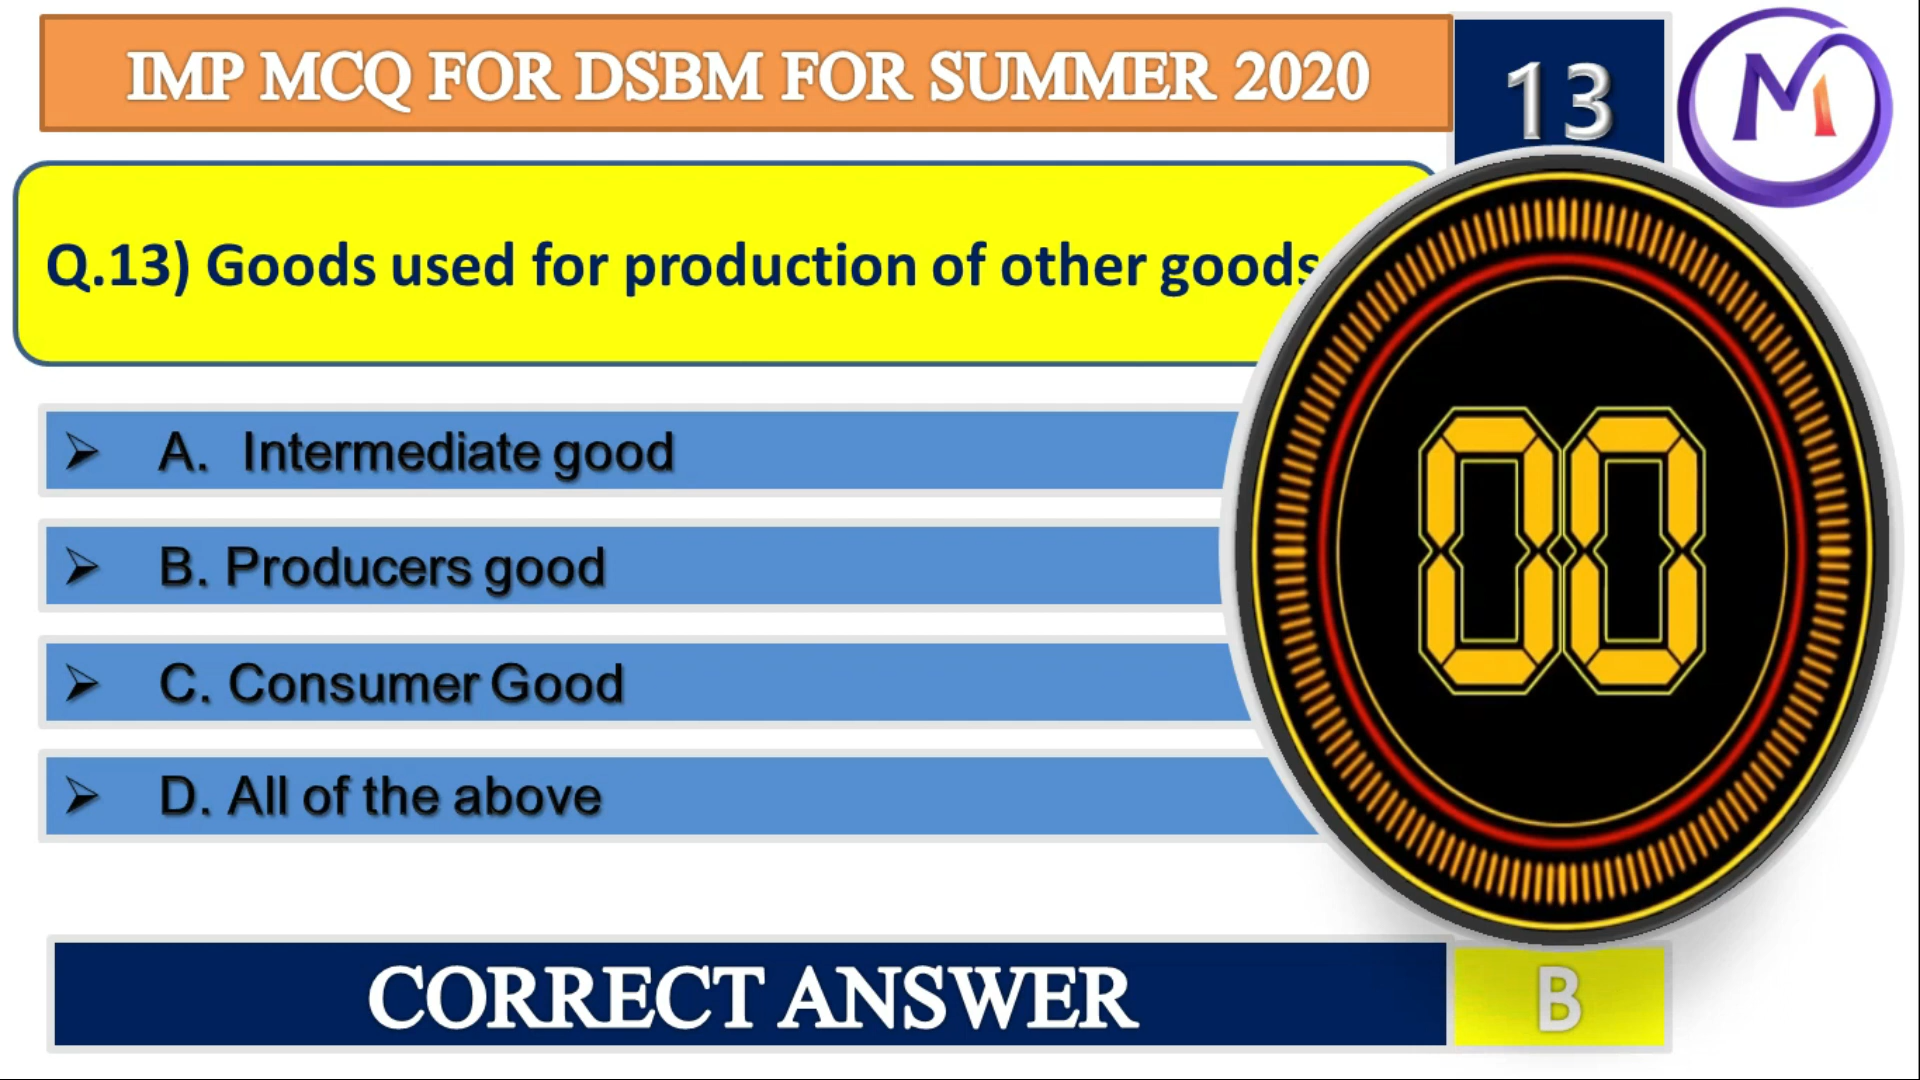 IMP MCQ FOR DSBM FOR SUMMER 2020
13
M
Q.13) Goods used for production of other goods
A. Intermediate good
B. Producers good
C. Consumer Good
D. All of the above
00
CORRECT ANSWER
B